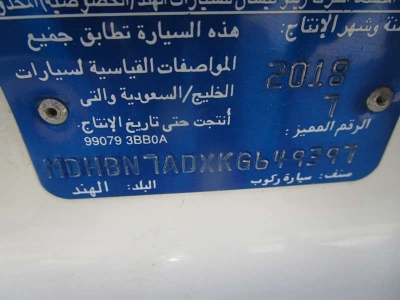 سنة وشهر الإنتاج:
هذه السيارة تطابق جميع
2018
المواصفات القياسية لسيارات
7
الخليج/السعودية والتى
الرقم المميز:
أنتجت حتى تاريخ الإنتاج.
99079 3BB0A
MDHBN7ADXKG649397
صنف: سيارة ركوب البلد: الهند